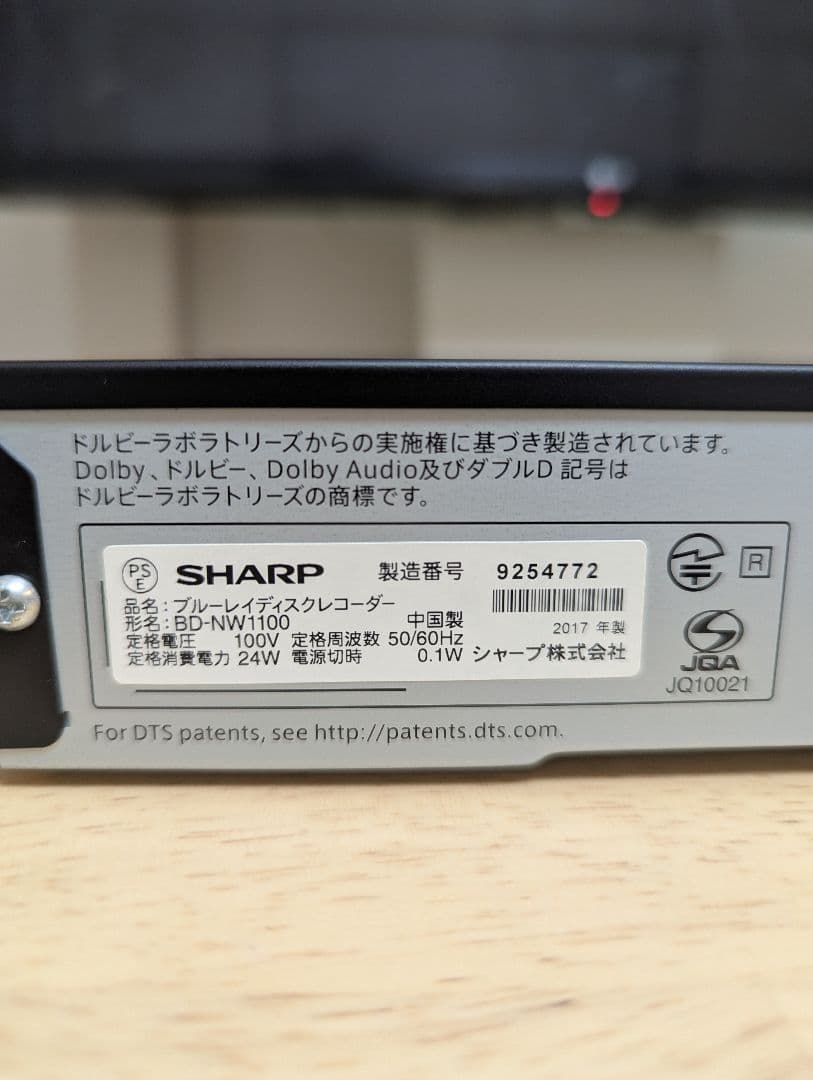 ドルビーラボラトリーズからの実施権に基づき製造されています。
Dolby、ドルビー、Dolby Audio及びダブルD 記号は
ドルビーラボラトリーズの商標です。
PS
E
SHARP 製造番号 9254772
品名：ブルーレイディスクレコーダー
形名：BD-NW1100 中国製
2017 年製
定格電圧 100V 定格周波数 50/60Hz
定格消費電力 24W 電源切時 0.1W シャープ株式会社
R
JQA
JQ10021
For DTS patents, see http://patents.dts.com.